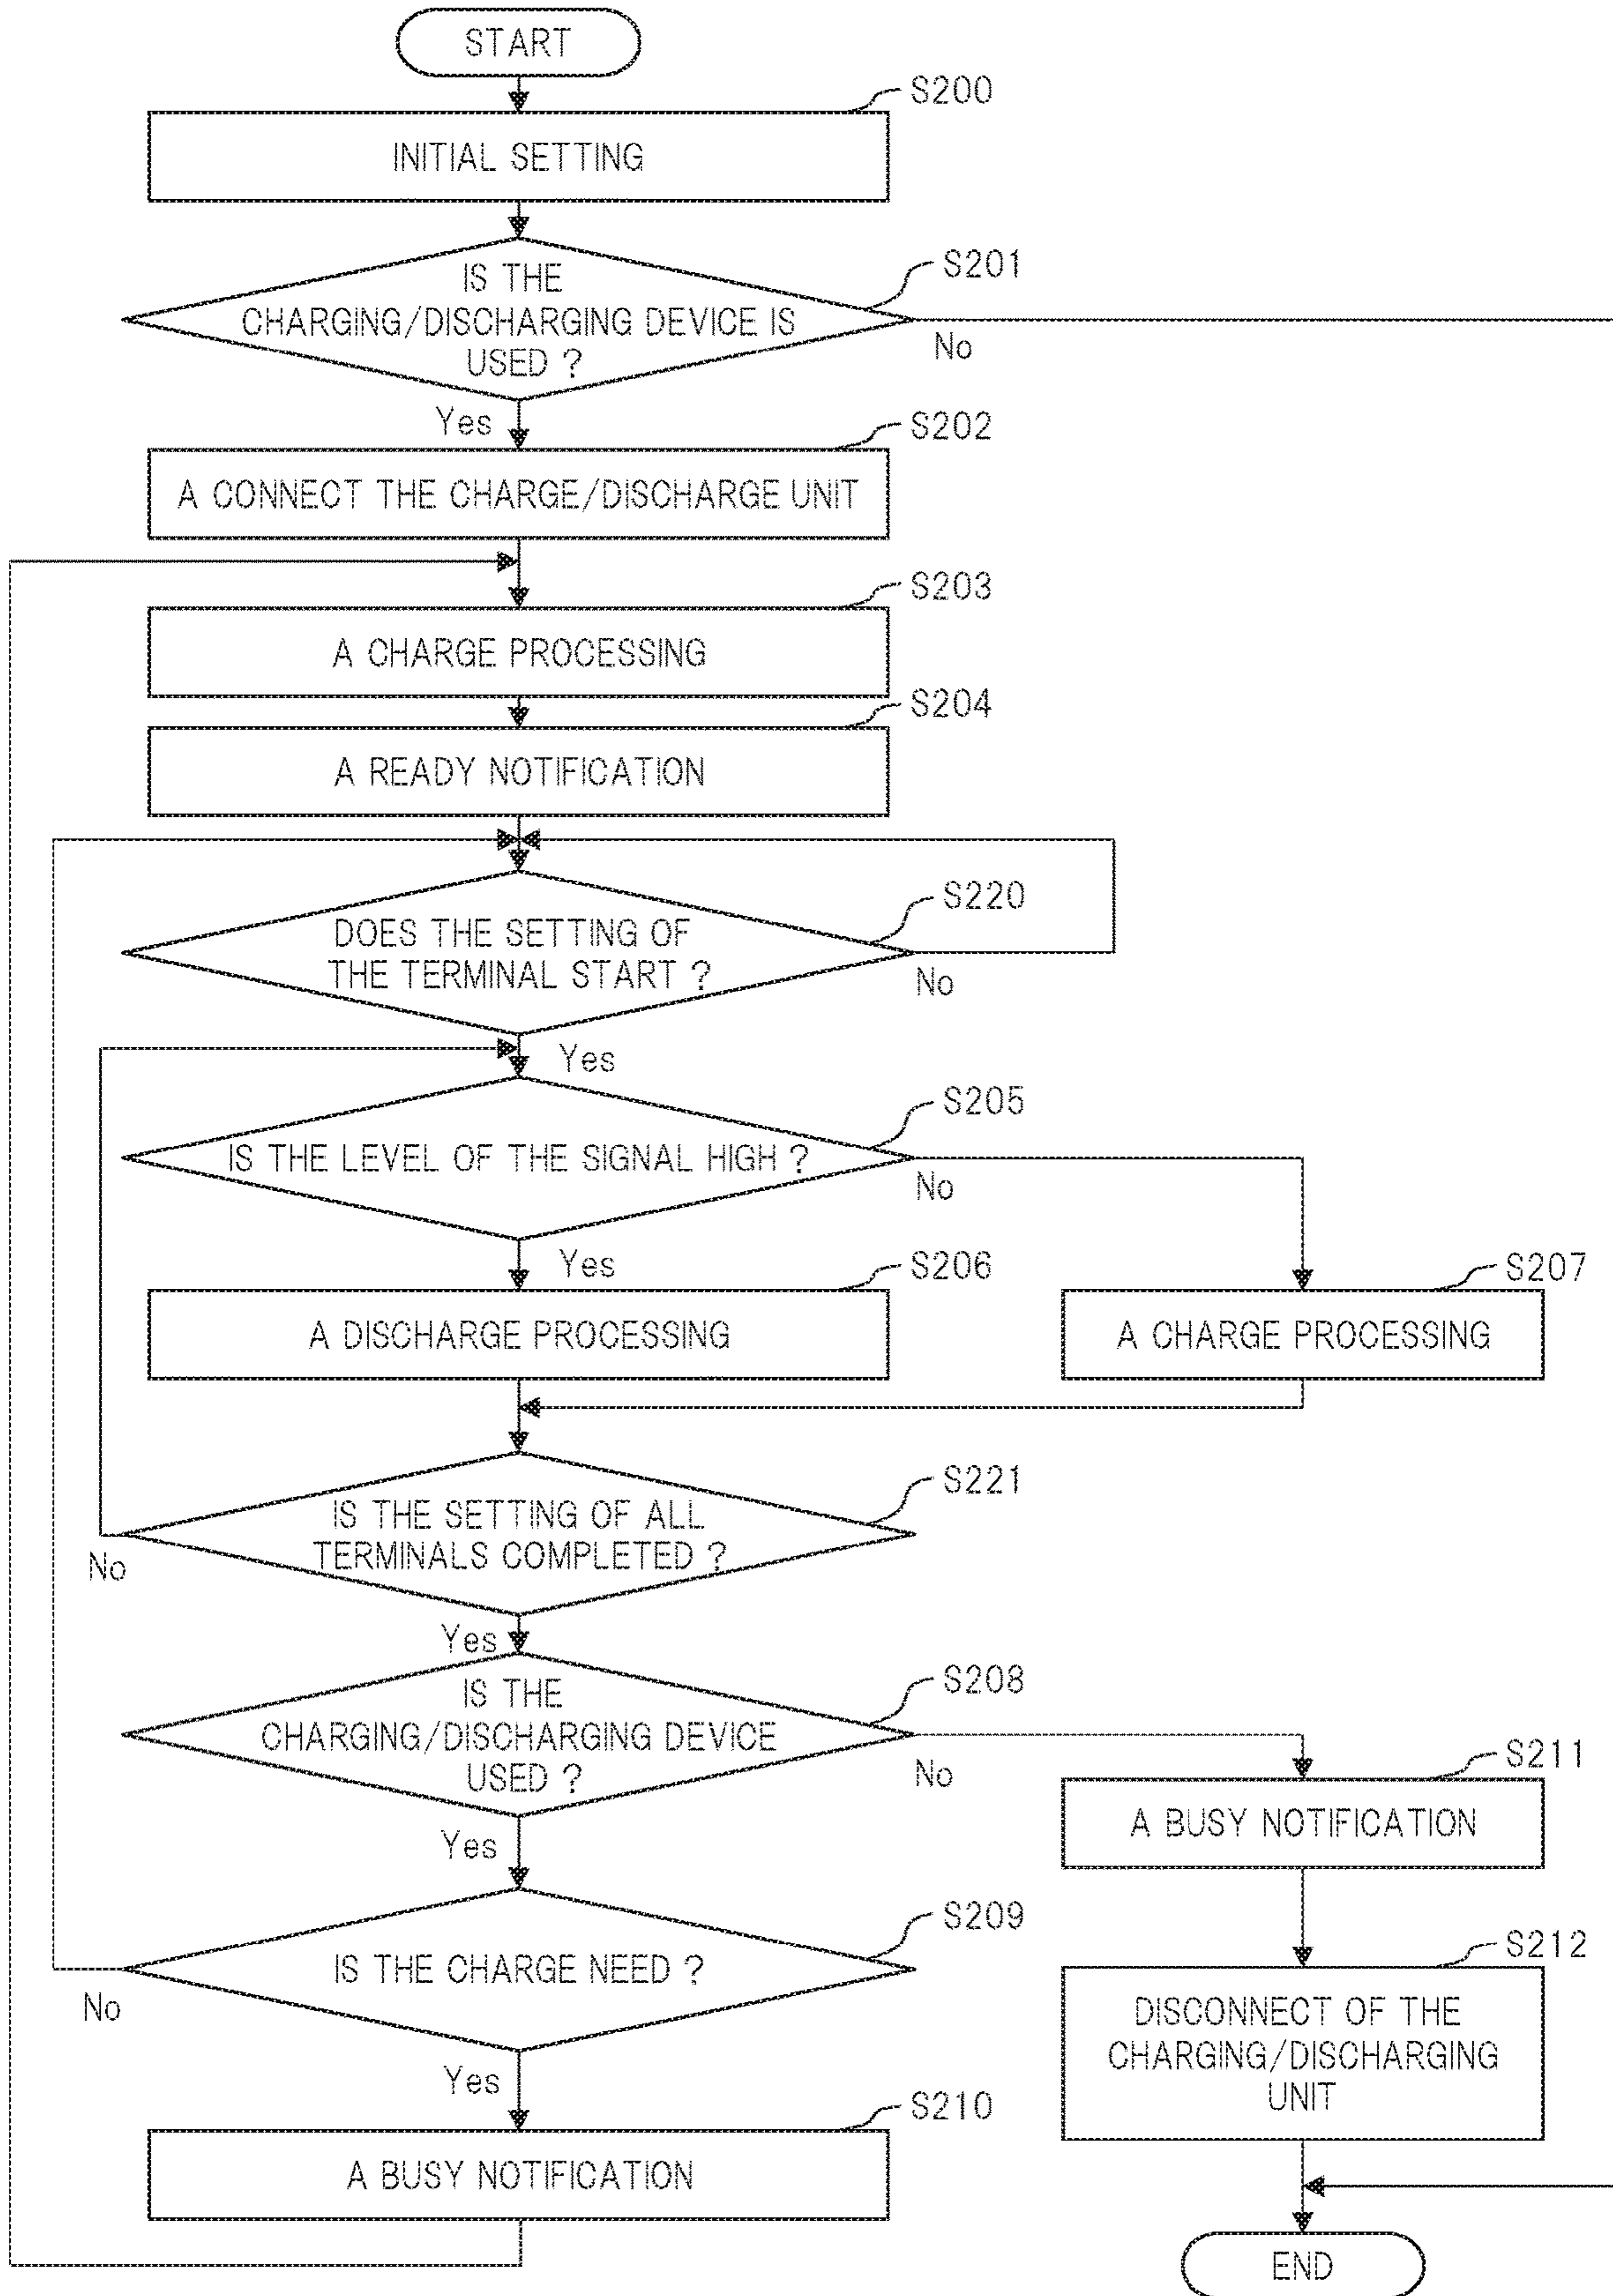 START
S200
INITIAL SETTING
S201
IS THE
CHARGING/DISCHARGING DEVICE IS
USED ?
No
Yes
S202
A CONNECT THE CHARGE/DISCHARGE UNIT
S203
A CHARGE PROCESSING
S204
A READY NOTIFICATION
S220
DOES THE SETTING OF
THE TERMINAL START ?
No
Yes
S205
IS THE LEVEL OF THE SIGNAL HIGH ?
No
Yes
S206
A DISCHARGE PROCESSING
S207
A CHARGE PROCESSING
S221
IS THE SETTING OF ALL
TERMINALS COMPLETED ?
No
Yes
S208
IS THE
CHARGING/DISCHARGING DEVICE
USED ?
No
Yes
S211
A BUSY NOTIFICATION
S209
IS THE CHARGE NEED ?
No
Yes
S212
DISCONNECT OF THE
CHARGING/DISCHARGING
UNIT
S210
A BUSY NOTIFICATION
END